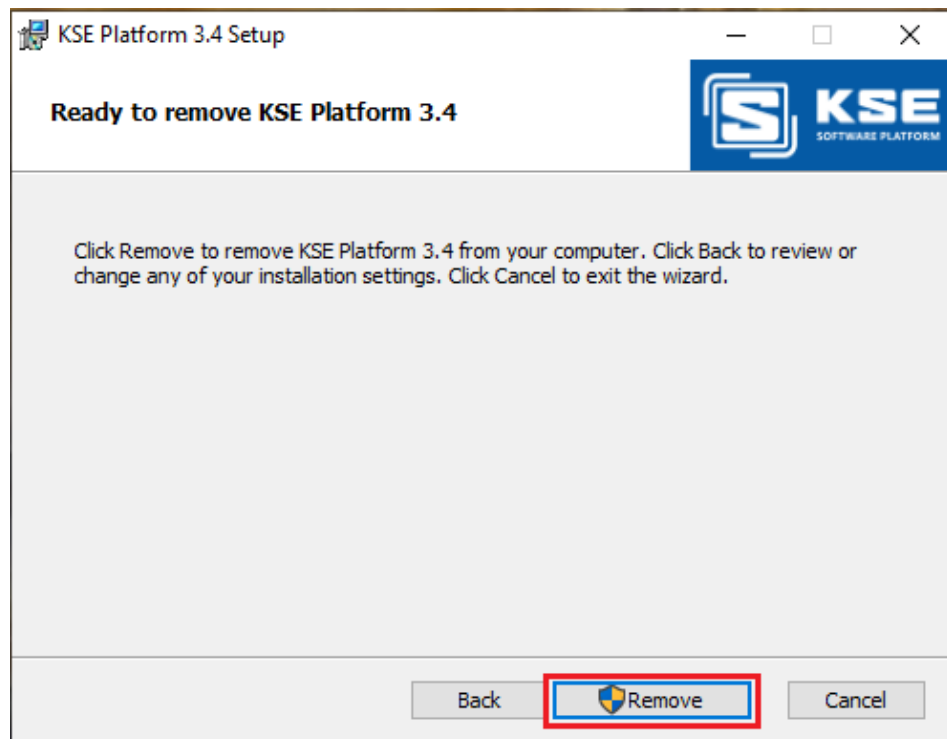 KSE Platform 3.4 Setup
Ready to remove KSE Platform 3.4
S KSE
SOFTWARE PLATFORM
Click Remove to remove KSE Platform 3.4 from your computer. Click Back to review or
change any of your installation settings. Click Cancel to exit the wizard.
Back Remove Cancel